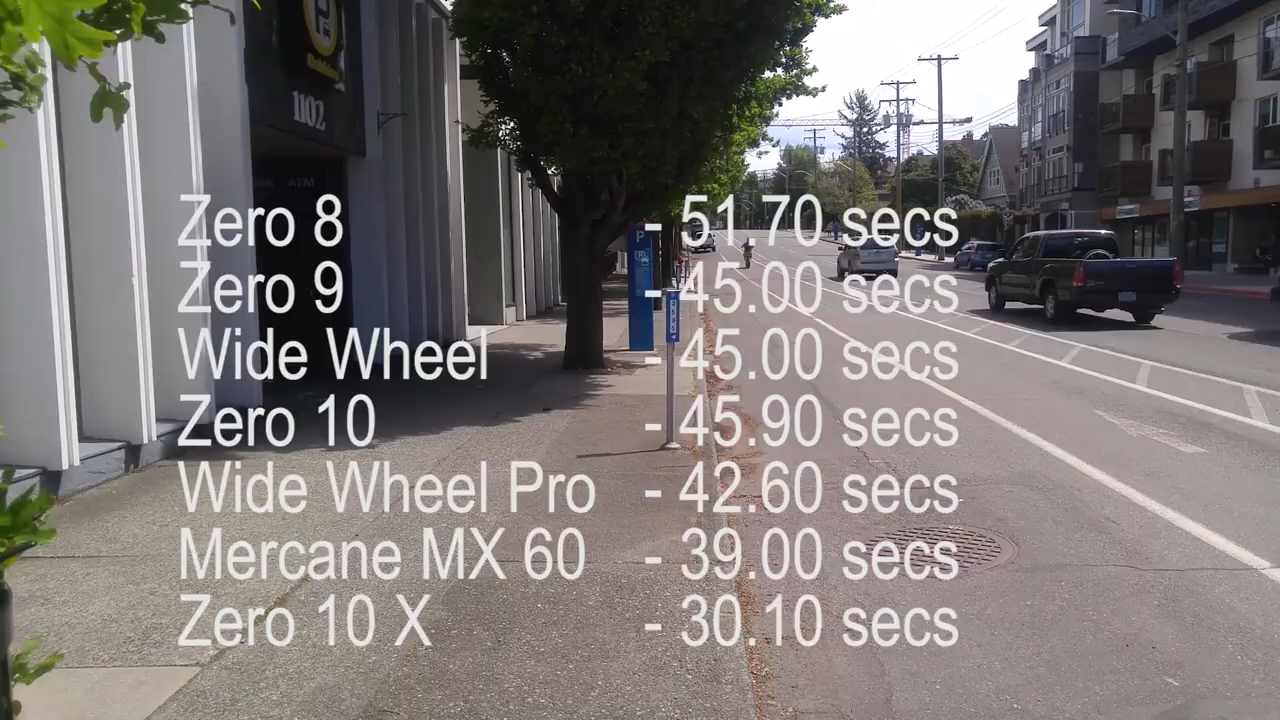 P
1102
ATM
Zero 8 - 51.70 secs
Zero 9 - 45.00 secs
Wide Wheel - 45.00 secs
Zero 10 - 45.90 secs
Wide Wheel Pro - 42.60 secs
Mercane MX 60 - 39.00 secs
Zero 10 X - 30.10 secs
P